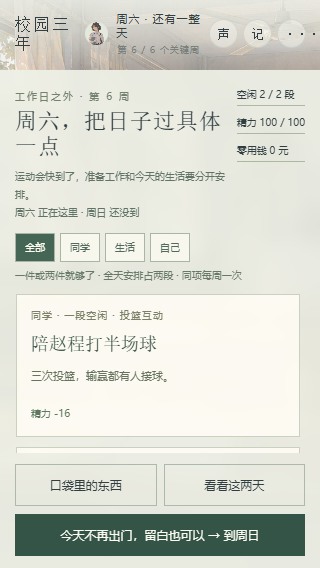 校园三年
周六 · 还有一整天
第 6 / 6 个关键周
声
记
···
工作日之外 · 第 6 周
周六，把日子过具体一点
空闲 2 / 2 段
精力 100 / 100
零用钱 0 元
运动会快到了，准备工作和今天的生活要分开安排。
周六 正在这里 · 周日 还没到
全部
同学
生活
自己
一件或两件就够了 · 全天安排占两段 · 同项每周一次
同学 · 一段空闲 · 投篮互动
陪赵程打半场球
三次投篮，输赢都有人接球。
精力 -16
口袋里的东西
看看这两天
今天不再出门，留白也可以 → 到周日